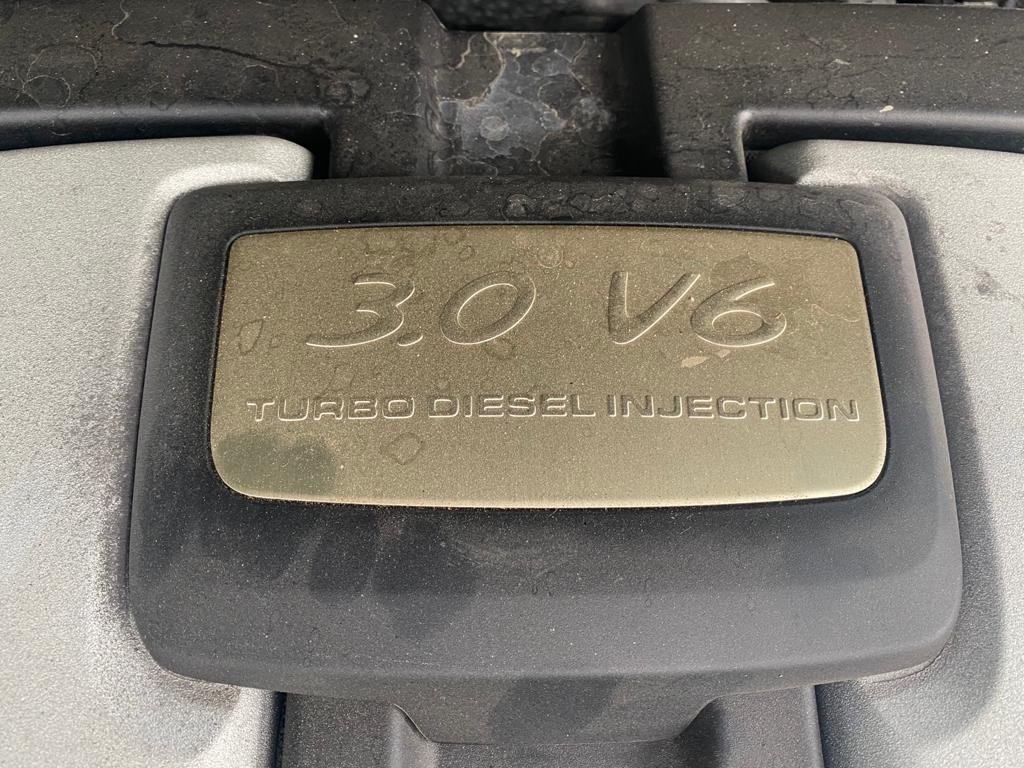 3.0 V6
TURBO DIESEL INJECTION